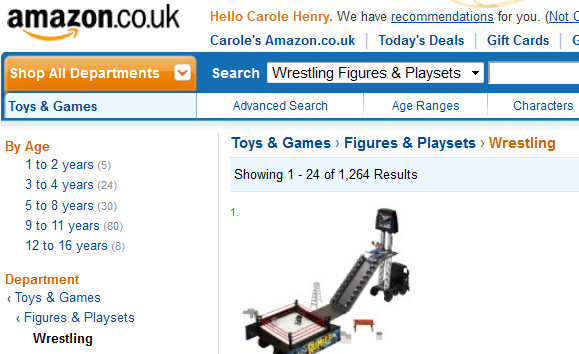 amazon.co.uk
Hello Carole Henry. We have recommendations for you. (Not C
Carole's Amazon.co.uk | Today's Deals | Gift Cards | G
Shop All Departments
Search Wrestling Figures & Playsets
Toys & Games
Advanced Search | Age Ranges | Characters
By Age
1 to 2 years (5)
3 to 4 years (24)
5 to 8 years (30)
9 to 11 years (80)
12 to 16 years (8)
Department
‹ Toys & Games
‹ Figures & Playsets
Wrestling
Toys & Games › Figures & Playsets › Wrestling
Showing 1 - 24 of 1,264 Results
1.
RUMBLE